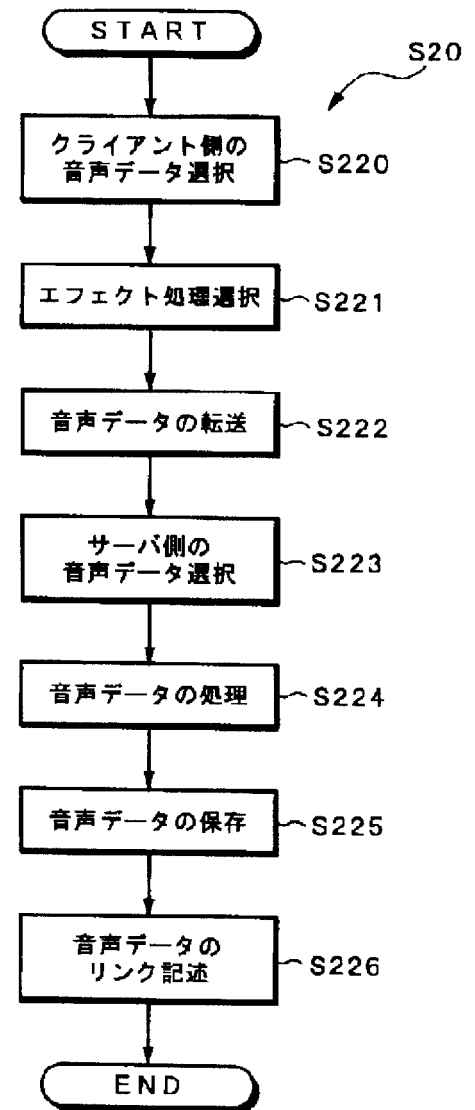 START
S20
クライアント側の
音声データ選択
S220
エフェクト処理選択
S221
音声データの転送
S222
サーバ側の
音声データ選択
S223
音声データの処理
S224
音声データの保存
S225
音声データの
リンク記述
S226
END